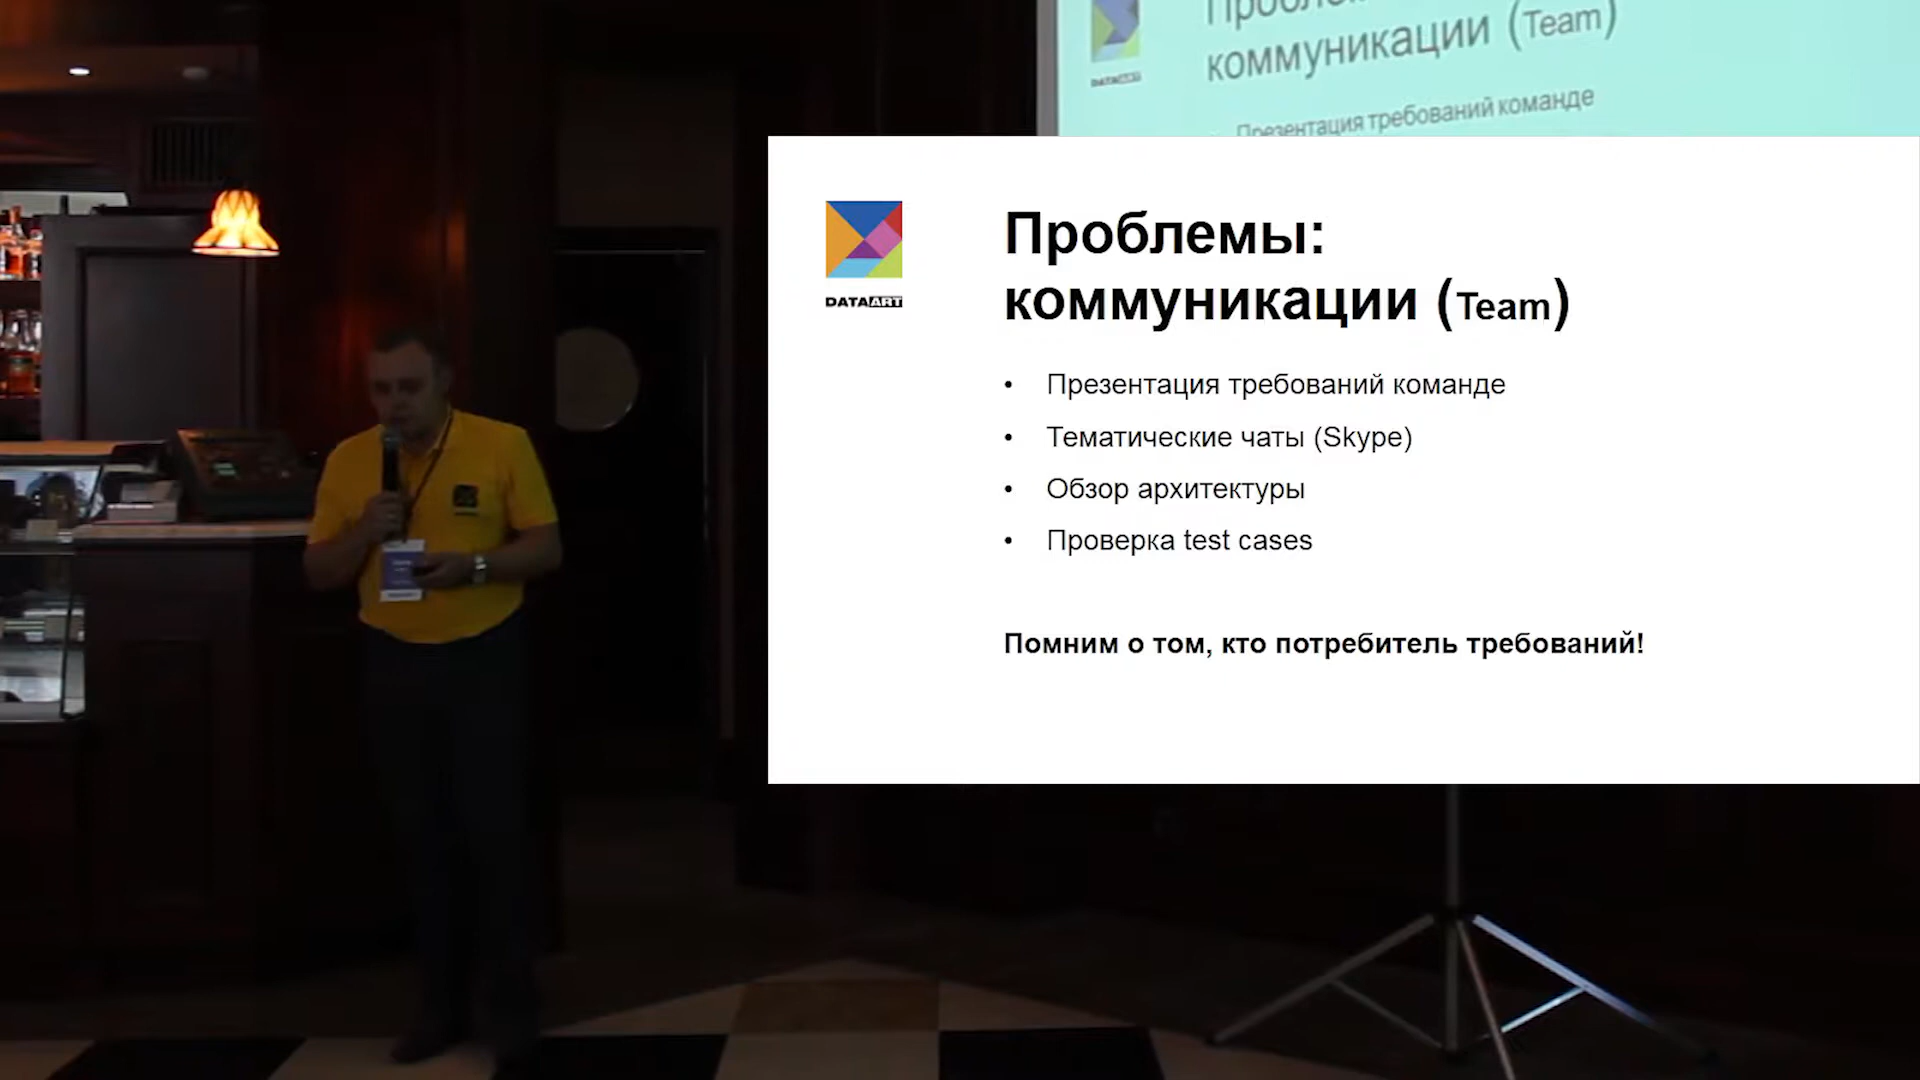 коммуникации (Team)
DATAART
Презентация требований команде
DATAART
Проблемы:
коммуникации (Team)
• Презентация требований команде
• Тематические чаты (Skype)
• Обзор архитектуры
• Проверка test cases
Помним о том, кто потребитель требований!